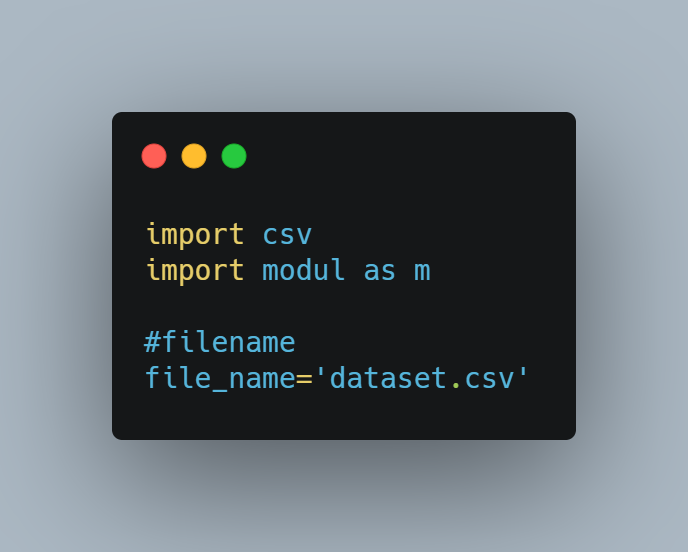 import csv
import modul as m

#filename
file_name='dataset.csv'